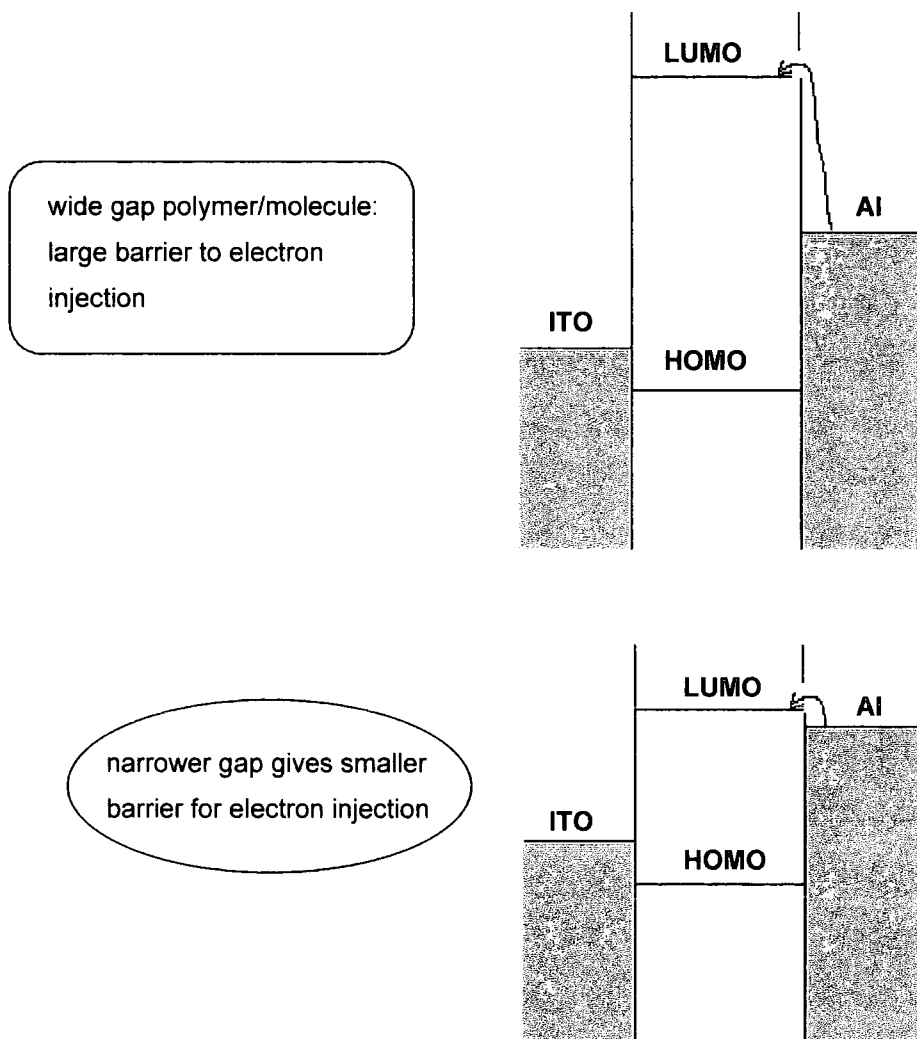 LUMO
wide gap polymer/molecule:
large barrier to electron
injection
Al
ITO
HOMO
LUMO
Al
narrower gap gives smaller
barrier for electron injection
ITO
HOMO